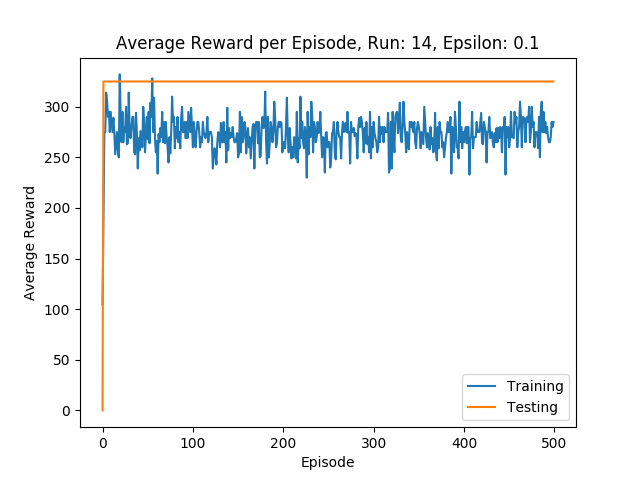 Average Reward per Episode, Run: 14, Epsilon: 0.1
Average Reward
300
250
200
150
100
50
0
0 100 200 300 400 500
Episode
Training
Testing